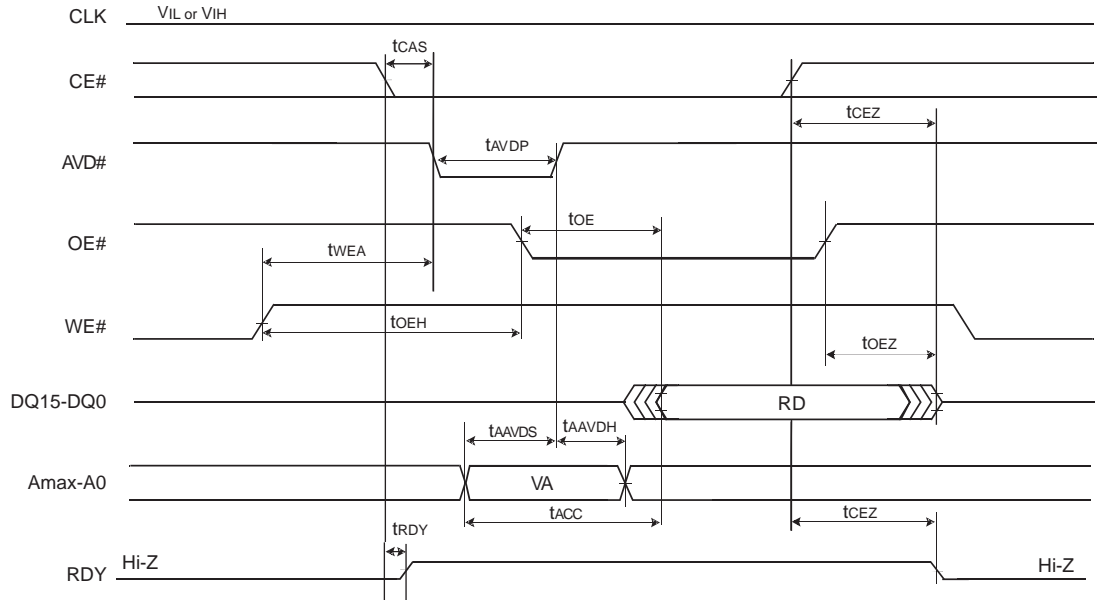 CLK VIL or VIH
tCAS
CE#
tCEZ
AVD# tAVDP
OE# tOE
tWEA
WE# tOEH
tOEZ
DQ15-DQ0 RD
tAAVDS tAAVDH
Amax-A0 VA
tACC tCEZ
tRDY
RDY Hi-Z Hi-Z